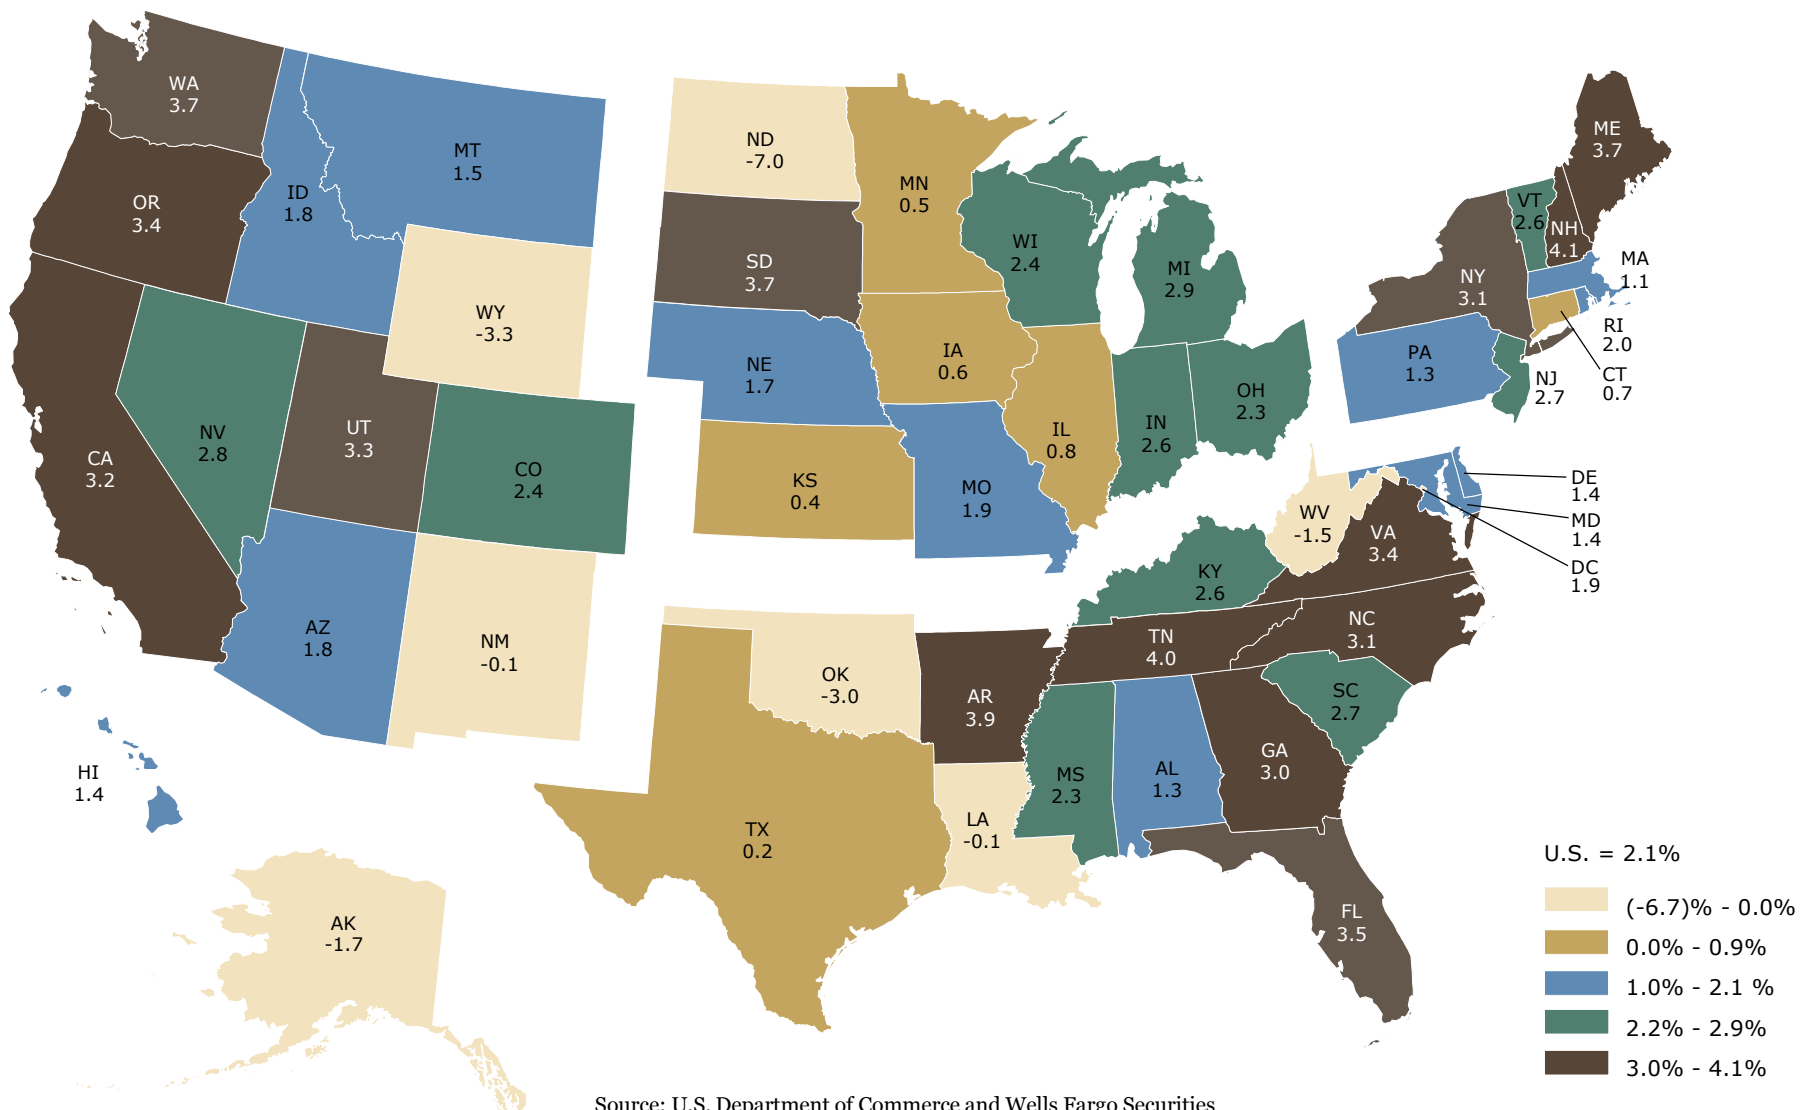 WA
3.7
OR
3.4
CA
3.2
ID
1.8
MT
1.5
WY
-3.3
NV
2.8
UT
3.3
CO
2.4
AZ
1.8
NM
-0.1
HI
1.4
AK
-1.7
ND
-7.0
SD
3.7
NE
1.7
KS
0.4
MN
0.5
IA
0.6
MO
1.9
WI
2.4
IL
0.8
MI
2.9
IN
2.6
OH
2.3
OK
-3.0
TX
0.2
AR
3.9
LA
-0.1
KY
2.6
TN
4.0
MS
2.3
AL
1.3
GA
3.0
FL
3.5
SC
2.7
NC
3.1
VA
3.4
WV
-1.5
ME
3.7
VT
2.6
NH
4.1
NY
3.1
MA
1.1
RI
2.0
CT
0.7
PA
1.3
NJ
2.7
DE
1.4
MD
1.4
DC
1.9
U.S. = 2.1%
(-6.7)% - 0.0%
0.0% - 0.9%
1.0% - 2.1 %
2.2% - 2.9%
3.0% - 4.1%
Source: U.S. Department of Commerce and Wells Fargo Securities